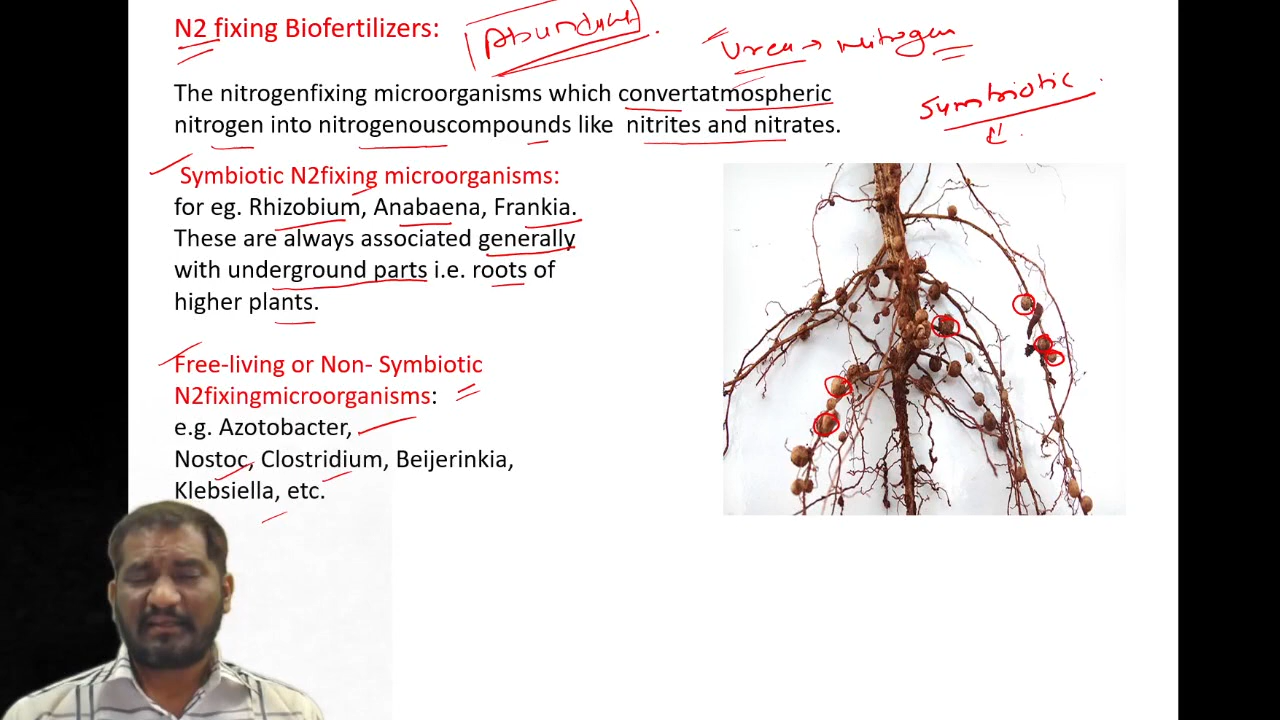 N2 fixing Biofertilizers:
Abundant
Urea → Nitrogen
The nitrogenfixing microorganisms which convertatmospheric
nitrogen into nitrogenouscompounds like nitrites and nitrates.
Symbiotic
Symbiotic N2fixing microorganisms:
for eg. Rhizobium, Anabaena, Frankia.
These are always associated generally
with underground parts i.e. roots of
higher plants.
Free-living or Non- Symbiotic
N2fixingmicroorganisms:
e.g. Azotobacter,
Nostoc, Clostridium, Beijerinkia,
Klebsiella, etc.